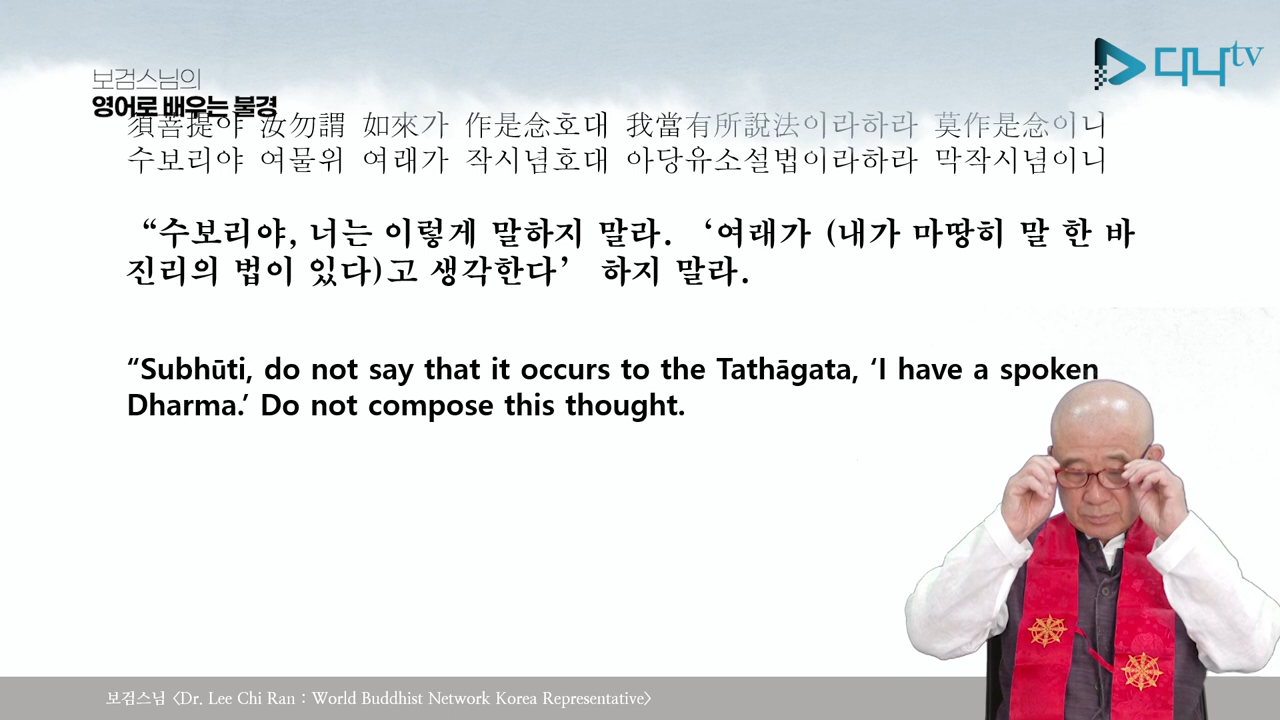 보검스님의
영어로 배우는 불경
다나tv
須菩提야 汝勿謂 如來가 作是念호대 我當有所說法이라하라 莫作是念이니
수보리야 여물위 여래가 작시념호대 아당유소설법이라하라 막작시념이니
“수보리야, 너는 이렇게 말하지 말라. ‘여래가 (내가 마땅히 말 한 바
진리의 법이 있다)고 생각한다’ 하지 말라.
“Subhūti, do not say that it occurs to the Tathāgata, ‘I have a spoken
Dharma.’ Do not compose this thought.
보검스님 <Dr. Lee Chi Ran : World Buddhist Network Korea Representative>